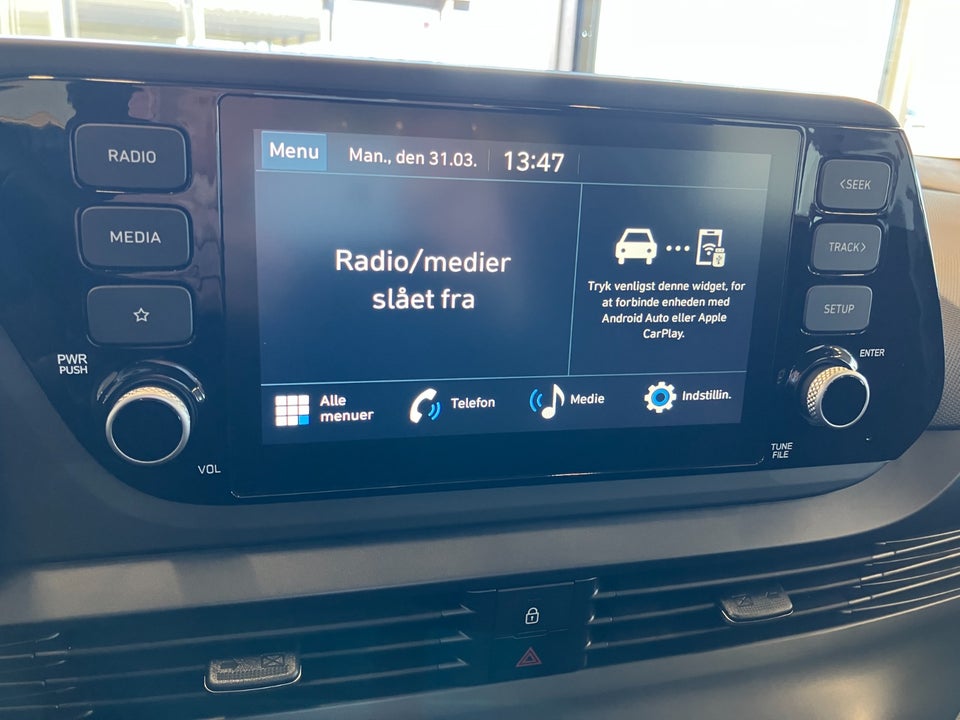 RADIO
MEDIA
PWR
PUSH
VOL
Menu
Man., den 31.03.
13:47
Radio/medier
slået fra
Tryk venligst denne widget, for
at forbinde enheden med
Android Auto eller Apple
CarPlay.
Alle
menuer
Telefon
Medie
Indstillin.
<SEEK
TRACK>
SETUP
ENTER
TUNE
FILE